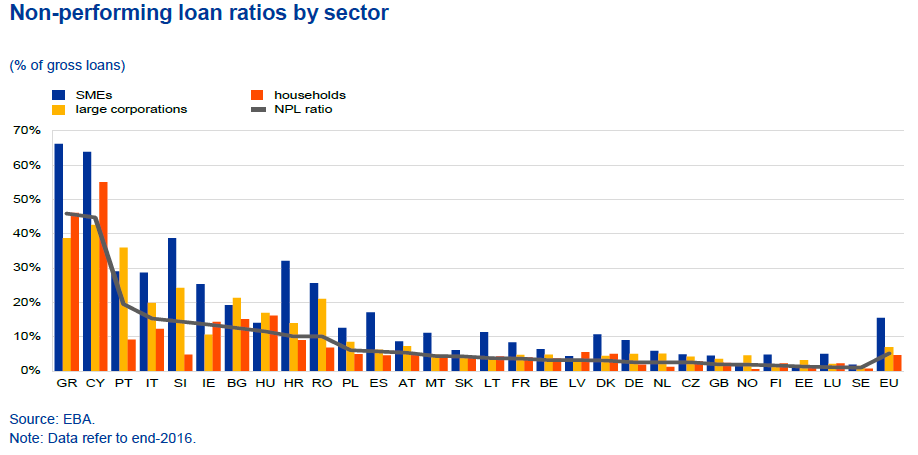 Non-performing loan ratios by sector
(% of gross loans)
SMEs households
large corporations NPL ratio
70%
60%
50%
40%
30%
20%
10%
0%
GR CY PT IT SI IE BG HU HR RO PL ES AT MT SK LT FR BE LV DK DE NL CZ GB NO FI EE LU SE EU
Source: EBA.
Note: Data refer to end-2016.